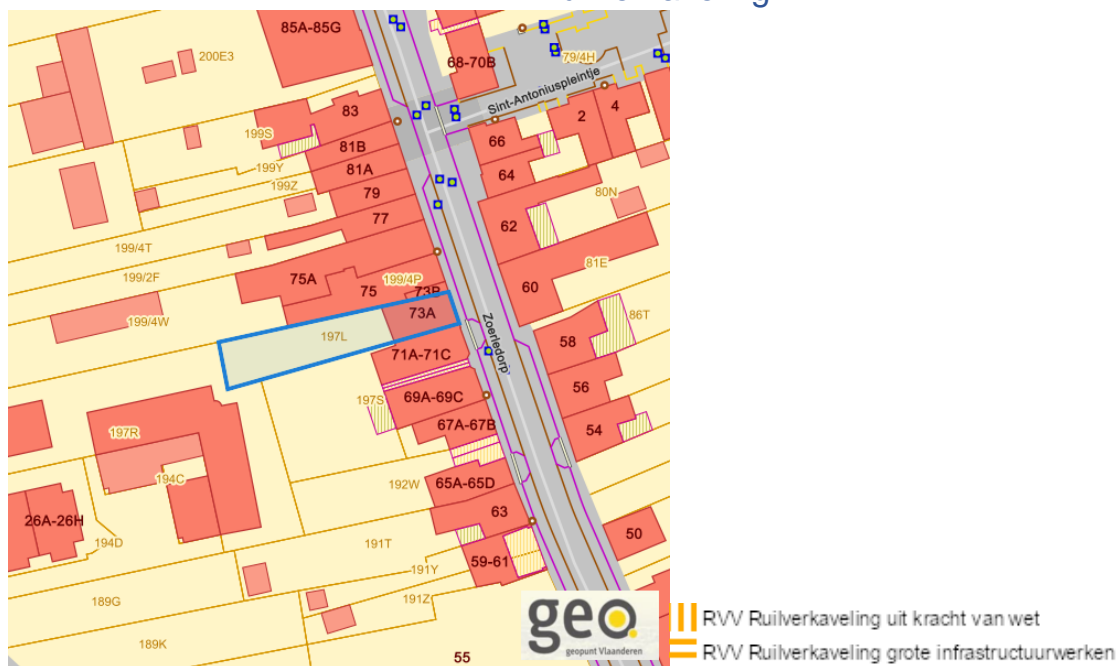 85A-85G
200E3
68-70B
79/4H
Sint-Antoniuspleintje
4
2
83
199S
81B
66
199Y
81A
64
199Z
79
80N
77
62
199/4T
81E
199/2F
75A
199/4P
75
73B
60
73A
86T
199/4W
197L
Zoerledorp
58
71A-71C
56
197S
69A-69C
67A-67B
54
197R
194C
192W
65A-65D
63
26A-26H
50
194D
191T
59-61
191Y
189G
191Z
189K
55
geo.
geopunt Vlaanderen
RVV Ruilverkaveling uit kracht van wet
RVV Ruilverkaveling grote infrastructuurwerken